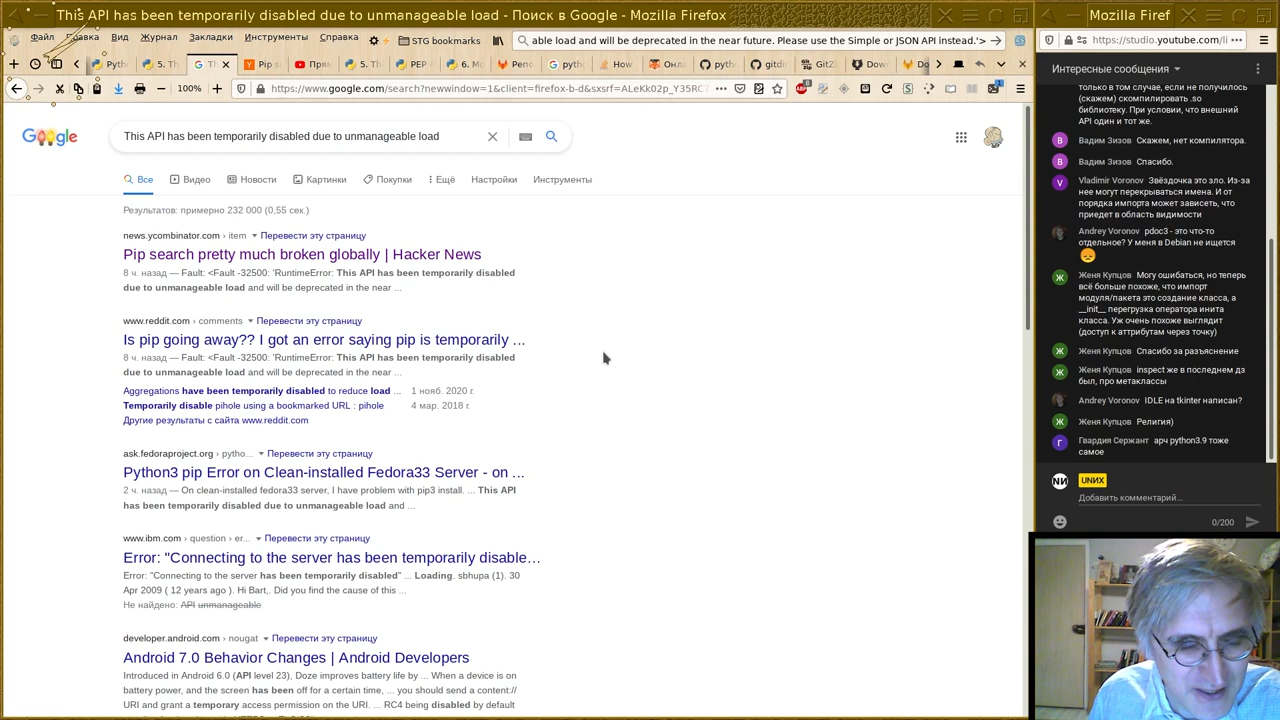 This API has been temporarily disabled due to unmanageable load - Поиск в Google - Mozilla Firefox
Mozilla Firef
Файл Правка Вид Журнал Закладки Инструменты Справка
STG bookmarks
able load and will be deprecated in the near future. Please use the Simple or JSON API instead.'>
https://studio.youtube.com/li
Pyth
5. Th
Th
Pip s
Прям
5. Th
PEP
6. Mo
Репо
pytho
How
Онл
pytho
gitdi
GitZi
Down
Do
100%
https://www.google.com/search?newwindow=1&client=firefox-b-d&sxsrf=ALeKk02p_Y35RC7
Google
This API has been temporarily disabled due to unmanageable load
Все
Видео
Новости
Картинки
Покупки
Ещё
Настройки
Инструменты
Результатов: примерно 232 000 (0,55 сек.)
news.ycombinator.com › item Перевести эту страницу
Pip search pretty much broken globally | Hacker News
8 ч. назад — Fault: <Fault -32500: 'RuntimeError: This API has been temporarily disabled
due to unmanageable load and will be deprecated in the near ...
www.reddit.com › comments Перевести эту страницу
Is pip going away?? I got an error saying pip is temporarily ...
8 ч. назад — Fault: <Fault -32500: 'RuntimeError: This API has been temporarily disabled
due to unmanageable load and will be deprecated in the near ...
Aggregations have been temporarily disabled to reduce load ... 1 нояб. 2020 г.
Temporarily disable pihole using a bookmarked URL : pihole 4 мар. 2018 г.
Другие результаты с сайта www.reddit.com
ask.fedoraproject.org › pytho... Перевести эту страницу
Python3 pip Error on Clean-installed Fedora33 Server - on ...
2 ч. назад — On clean-installed fedora33 server, I have problem with pip3 install. ... This API
has been temporarily disabled due to unmanageable load and ...
www.ibm.com › question › er... Перевести эту страницу
Error: "Connecting to the server has been temporarily disable...
Error: "Connecting to the server has been temporarily disabled" ... Loading. sbhupa (1). 30
Apr 2009 ( 12 years ago ). Hi Bart,. Did you find the cause of this ...
Не найдено: API unmanageable
developer.android.com › nougat Перевести эту страницу
Android 7.0 Behavior Changes | Android Developers
Introduced in Android 6.0 (API level 23), Doze improves battery life by ... When a device is on
battery power, and the screen has been off for a certain time, ... you should send a content://
URI and grant a temporary access permission on the URI. ... RC4 being disabled by default
Интересные сообщения
только в том случае, если не получилось
(скажем) скомпилировать .so
библиотеку. При условии, что внешний
API один и тот же.
В
Вадим Зизов Скажем, нет компилятора.
В
Вадим Зизов Спасибо.
V
Vladimir Voronov Звёздочка это зло. Из-за
нее могут перекрываться имена. И от
порядка импорта может зависеть, что
приедет в область видимости
Andrey Voronov pdoc3 - это что-то
отдельное? У меня в Debian не ищется
Ж
Женя Купцов Могу ошибаться, но теперь
всё больше похоже, что импорт
модуля/пакета это создание класса, а
__init__ перегрузка оператора инита
класса. Уж очень похоже выглядит
(доступ к аттрибутам через точку)
Ж
Женя Купцов Спасибо за разъяснение
Ж
Женя Купцов inspect же в последнем дз
был, про метаклассы
Andrey Voronov IDLE на tkinter написан?
Ж
Женя Купцов Религия)
Г
Гвардия Сержант арч python3.9 тоже
самое
UNИX
Добавить комментарий...
0/200